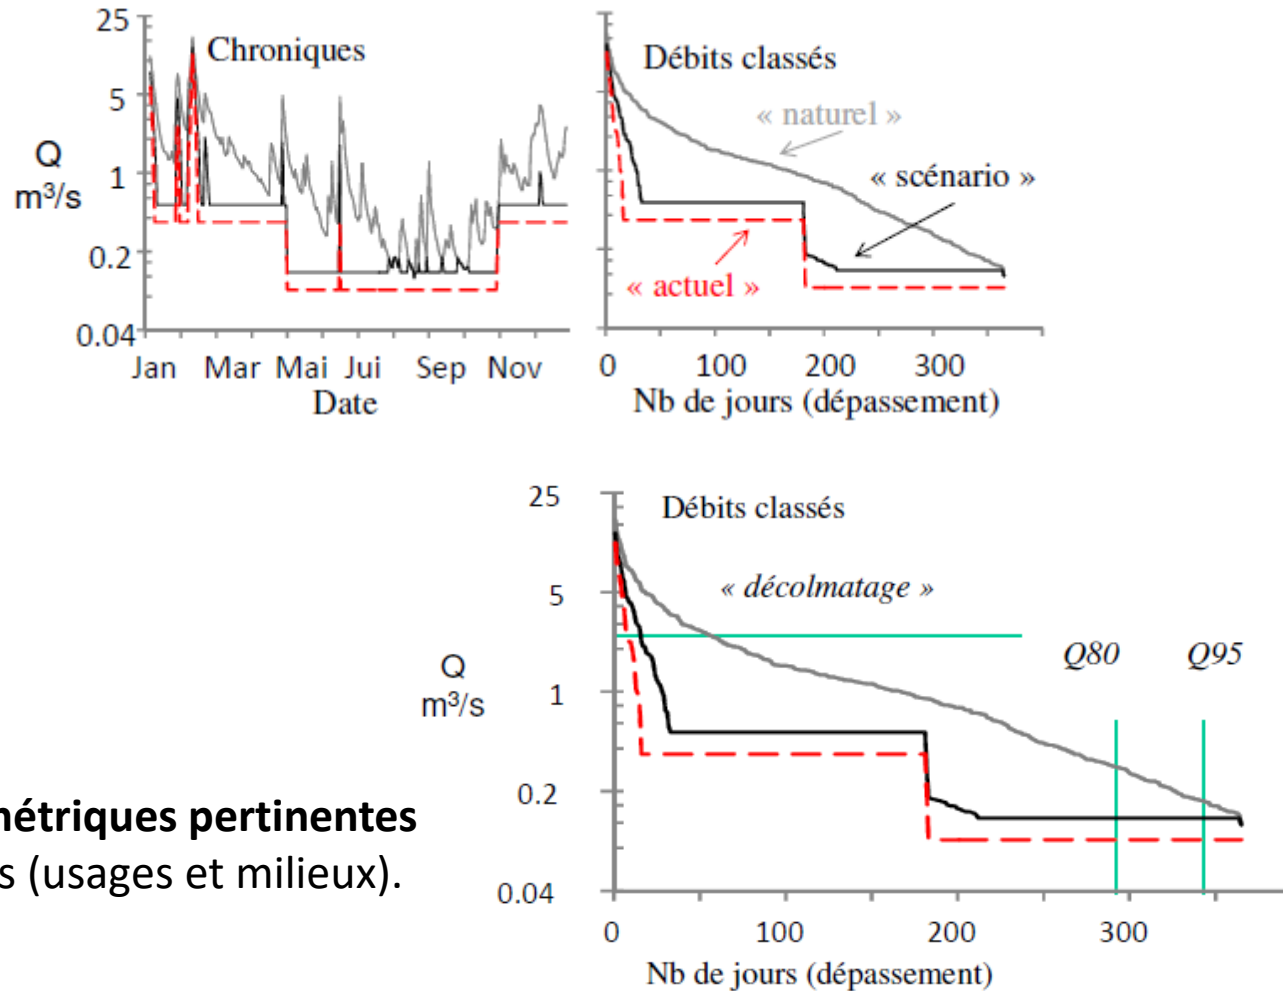 25
Chroniques
5
Q
m³/s
1
0.2
0.04
Jan Mar Mai Jui Sep Nov
Date
Débits classés
« naturel »
« scénario »
« actuel »
0 100 200 300
Nb de jours (dépassement)
25
Débits classés
5
« décolmatage »
Q80 Q95
Q
m³/s
1
0.2
0.04
0 100 200 300
Nb de jours (dépassement)
métriques pertinentes
s (usages et milieux).